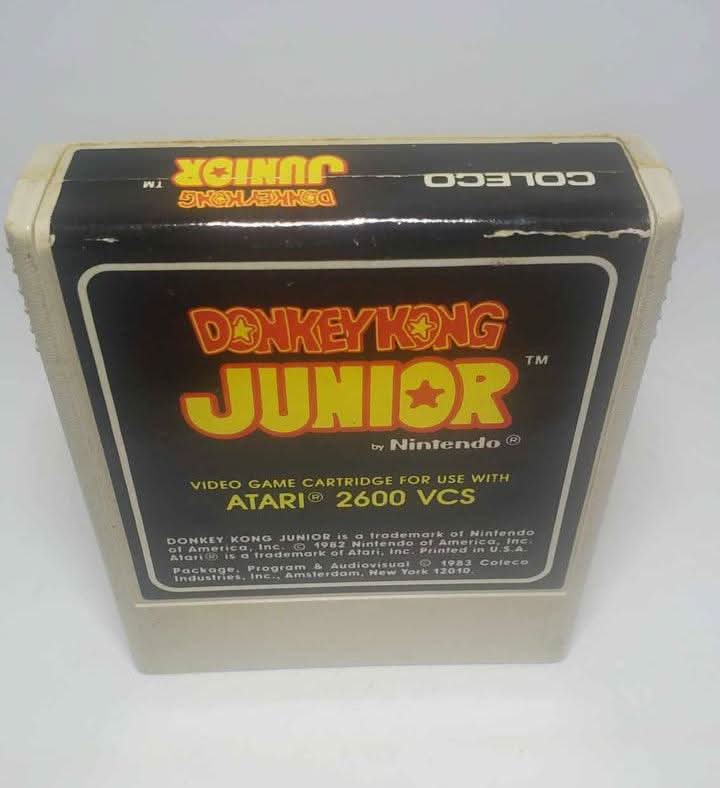 COLECO
DONKEY KONG
JUNIOR TM
DONKEY KONG
JUNIOR TM
by Nintendo ®
VIDEO GAME CARTRIDGE FOR USE WITH
ATARI® 2600 VCS
DONKEY KONG JUNIOR is a trademark of Nintendo
of America, Inc. © 1982 Nintendo of America, Inc.
Atari® is a trademark of Atari, Inc. Printed in U.S.A.
Package, Program & Audiovisual © 1983 Coleco
Industries, Inc., Amsterdam, New York 12010.